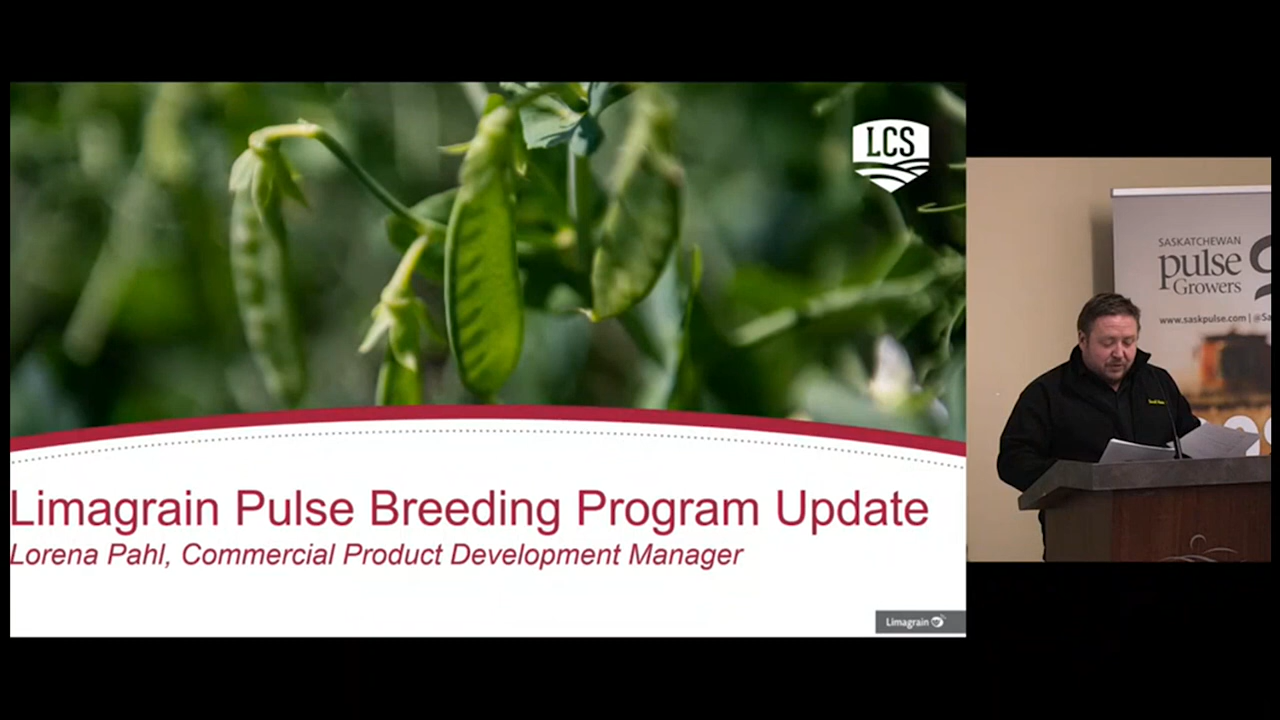 LCS
Limagrain Pulse Breeding Program Update
Lorena Pahl, Commercial Product Development Manager
Limagrain
SASKATCHEWAN
pulse
Growers
www.saskpulse.com | @Sa